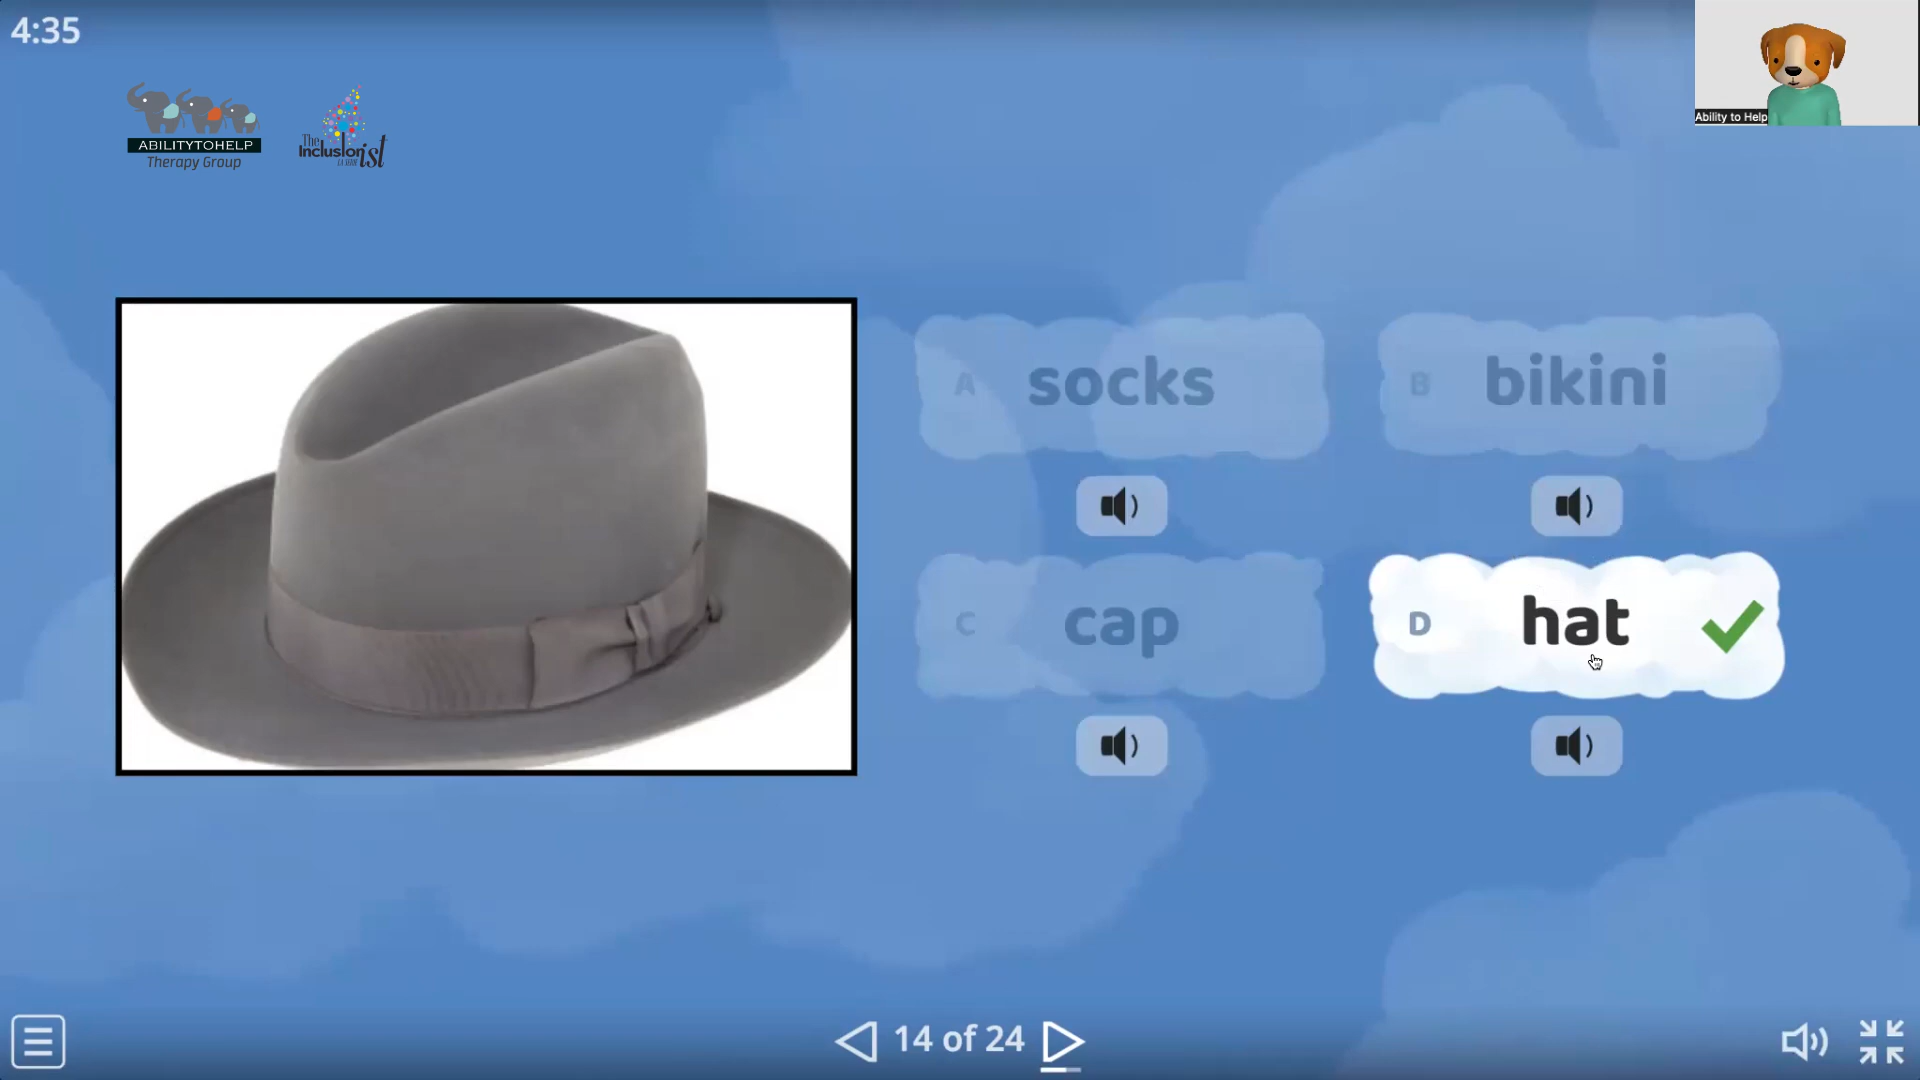 4:35
ABILITYTOHELP
Therapy Group
The
Inclusionist
Ability to Help
A socks
B bikini
C cap
D hat
14 of 24